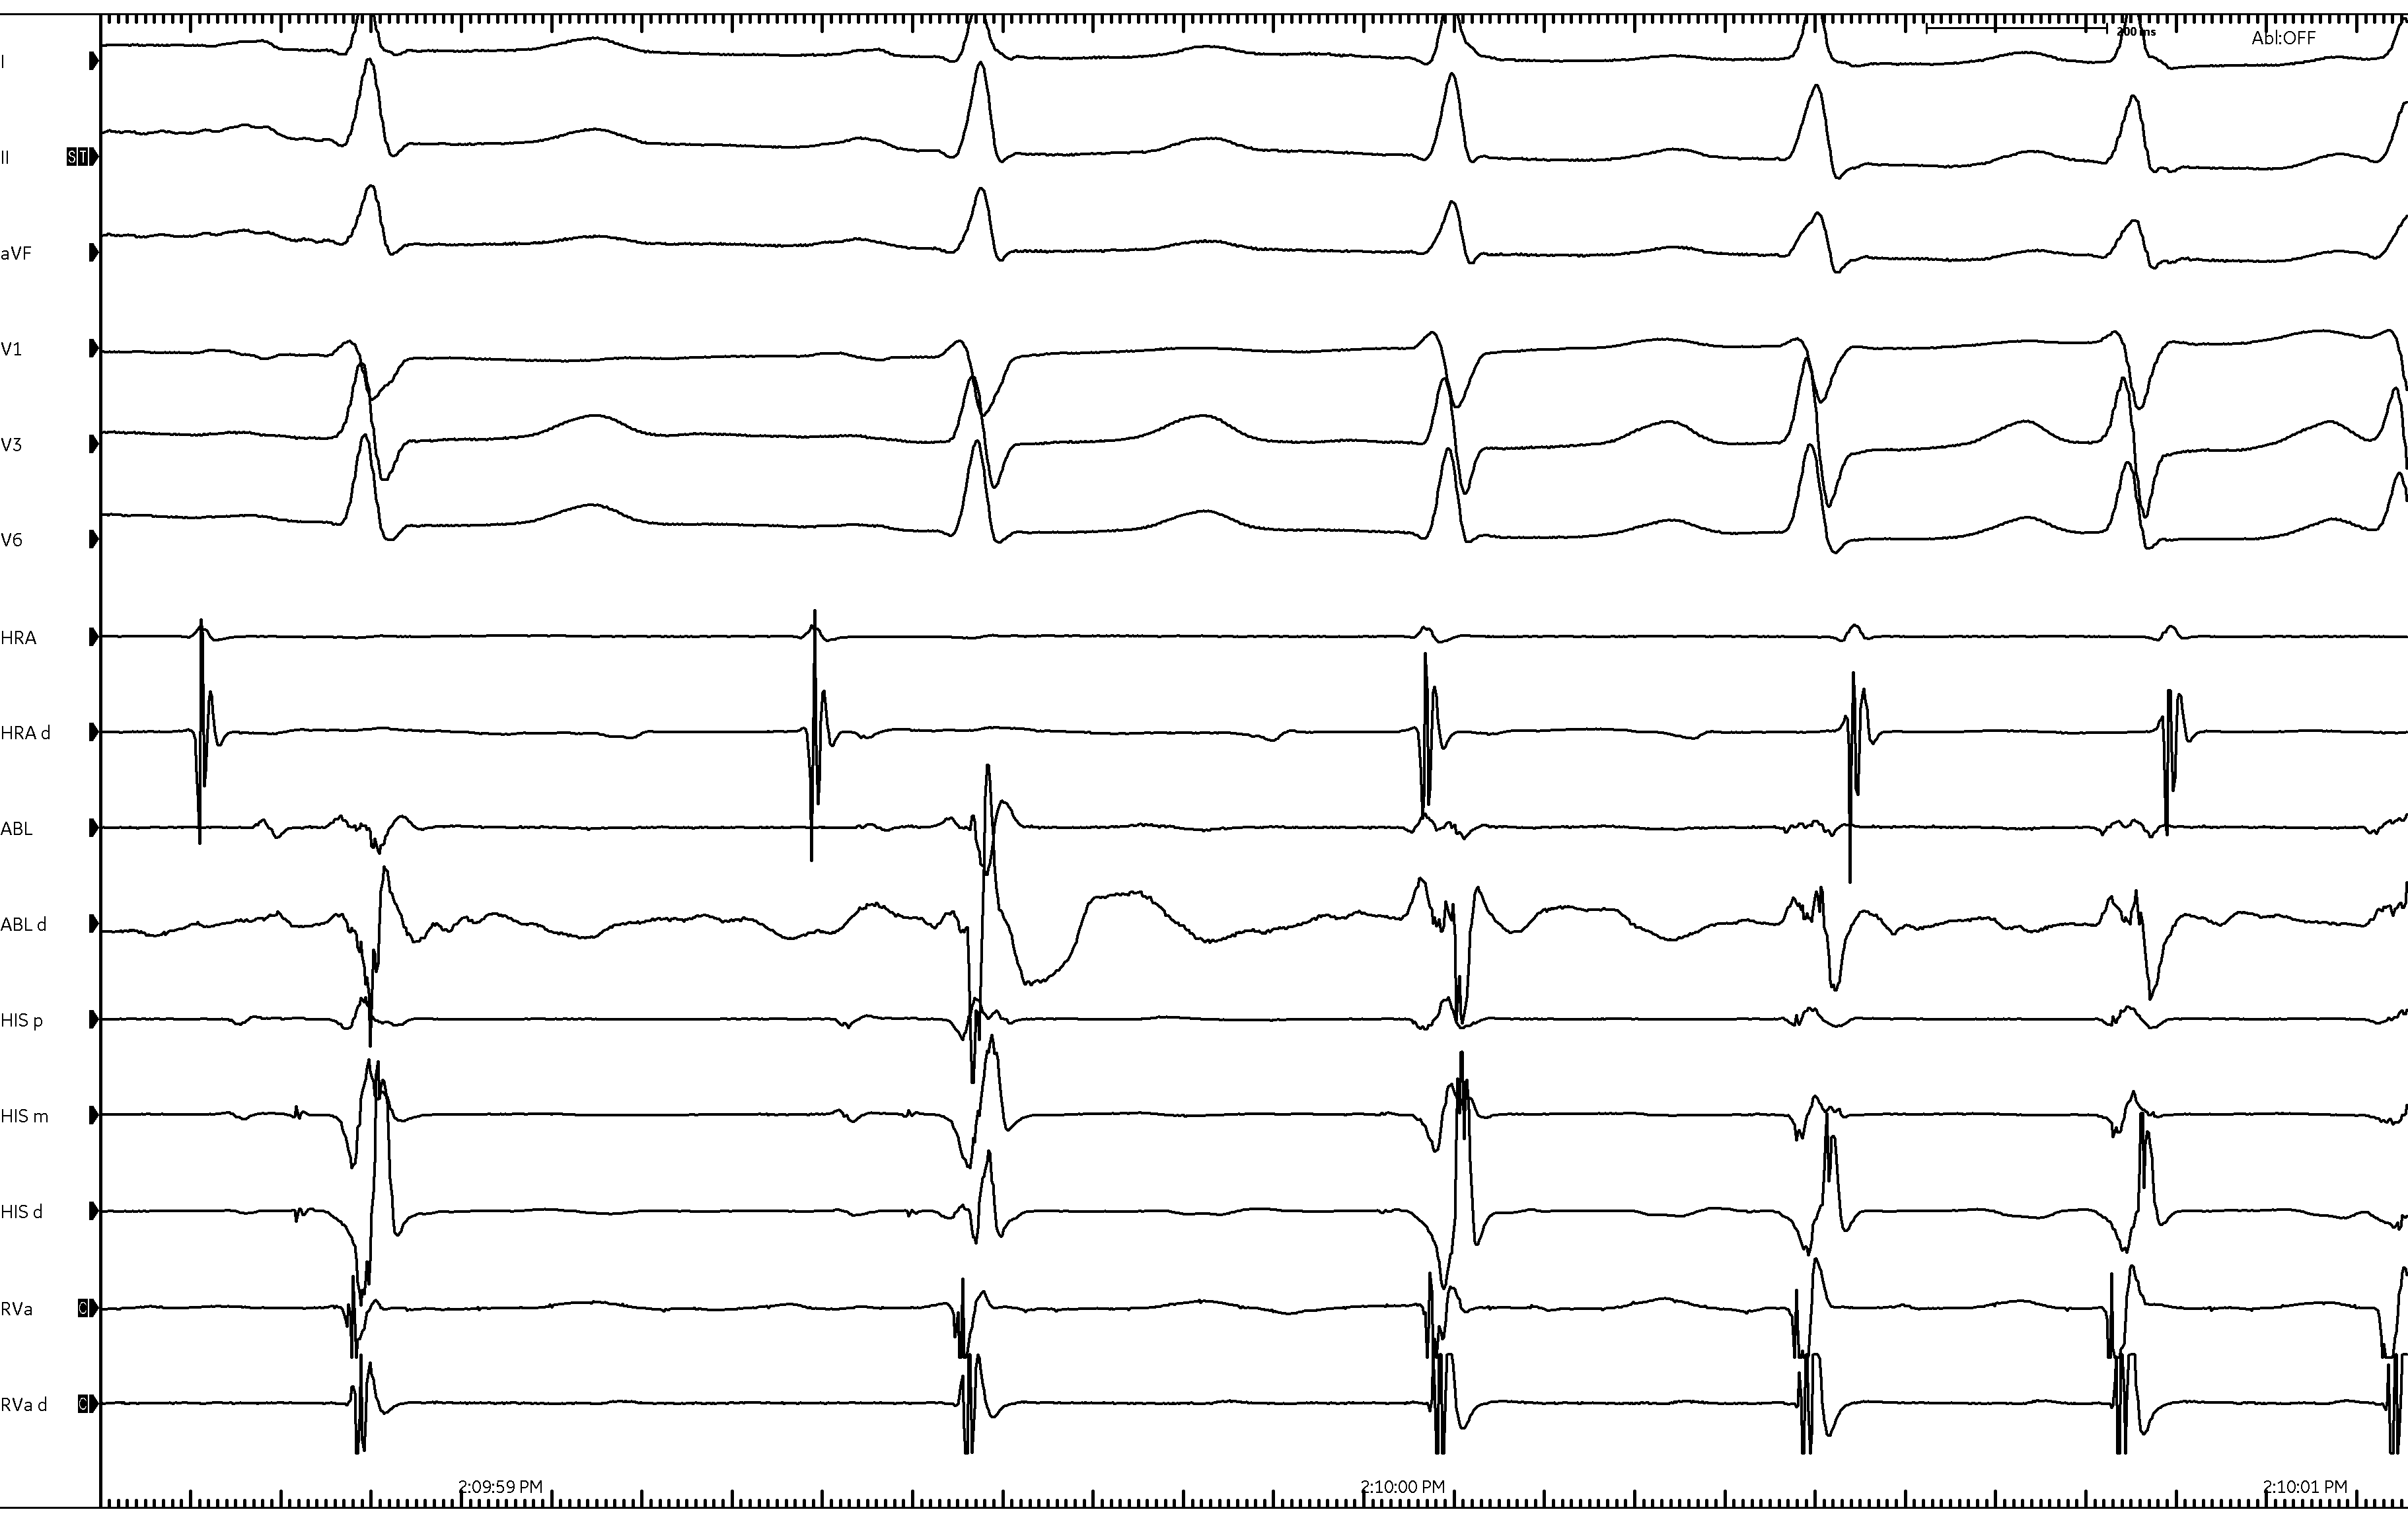 200 ms
Abl:OFF
I
II ST
aVF
V1
V3
V6
HRA
HRA d
ABL
ABL d
HIS p
HIS m
HIS d
RVa C
RVa d C
2:09:59 PM 2:10:00 PM 2:10:01 PM